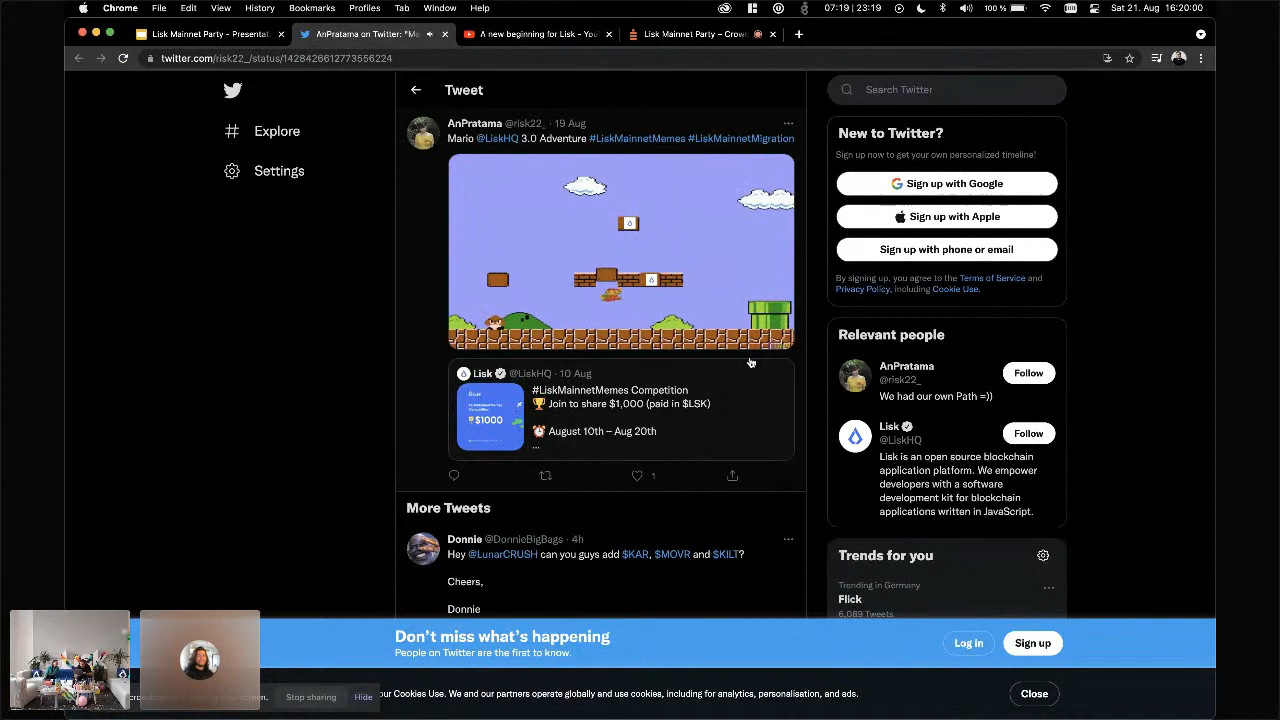 Chrome File Edit View History Bookmarks Profiles Tab Window Help 07:19 | 23:19 100 % Sat 21. Aug 16:20:00
Lisk Mainnet Party - Presentat
AnPratama on Twitter: "Me
A new beginning for Lisk - You
Lisk Mainnet Party – Crowd
twitter.com/risk22_/status/1428426612773556224
Explore
Settings
Tweet
AnPratama @risk22_ · 19 Aug
Mario @LiskHQ 3.0 Adventure #LiskMainnetMemes #LiskMainnetMigration
Lisk @LiskHQ · 10 Aug
#LiskMainnetMemes Competition
🏆 Join to share $1,000 (paid in $LSK)
⏰ August 10th – Aug 20th
...
$1000
1
More Tweets
Donnie @DonnieBigBags · 4h
Hey @LunarCRUSH can you guys add $KAR, $MOVR and $KILT?
Cheers,
Donnie
Search Twitter
New to Twitter?
Sign up now to get your own personalized timeline!
Sign up with Google
Sign up with Apple
Sign up with phone or email
By signing up, you agree to the Terms of Service and
Privacy Policy, including Cookie Use.
Relevant people
AnPratama
@risk22_
Follow
We had our own Path =))
Lisk
@LiskHQ
Follow
Lisk is an open source blockchain
application platform. We empower
developers with a software
development kit for blockchain
applications written in JavaScript.
Trends for you
Trending in Germany
Flick
6,089 Tweets
Don't miss what's happening
People on Twitter are the first to know.
Log in
Sign up
Stop sharing
Hide
our Cookies Use. We and our partners operate globally and use cookies, including for analytics, personalisation, and ads.
Close